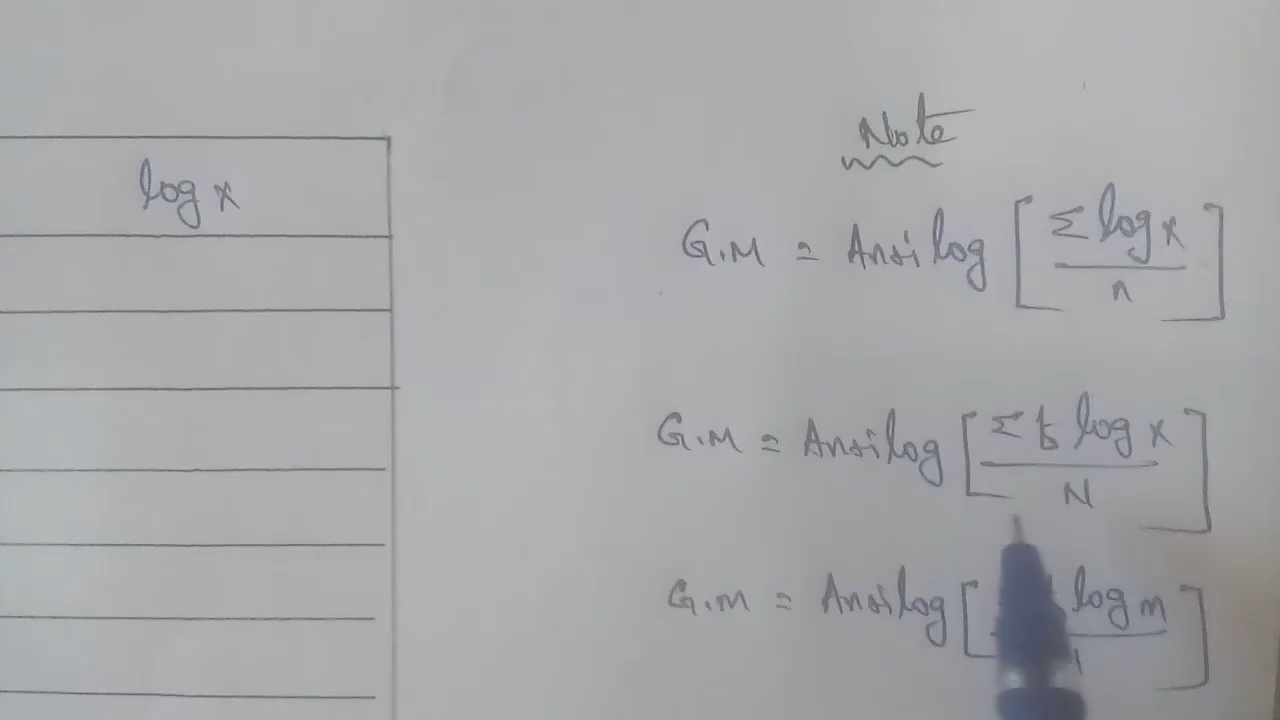 log x
Note
G.M = Antilog [ Σ log x / n ]
G.M = Antilog [ Σ f log x / N ]
G.M = Antilog [ log m ]